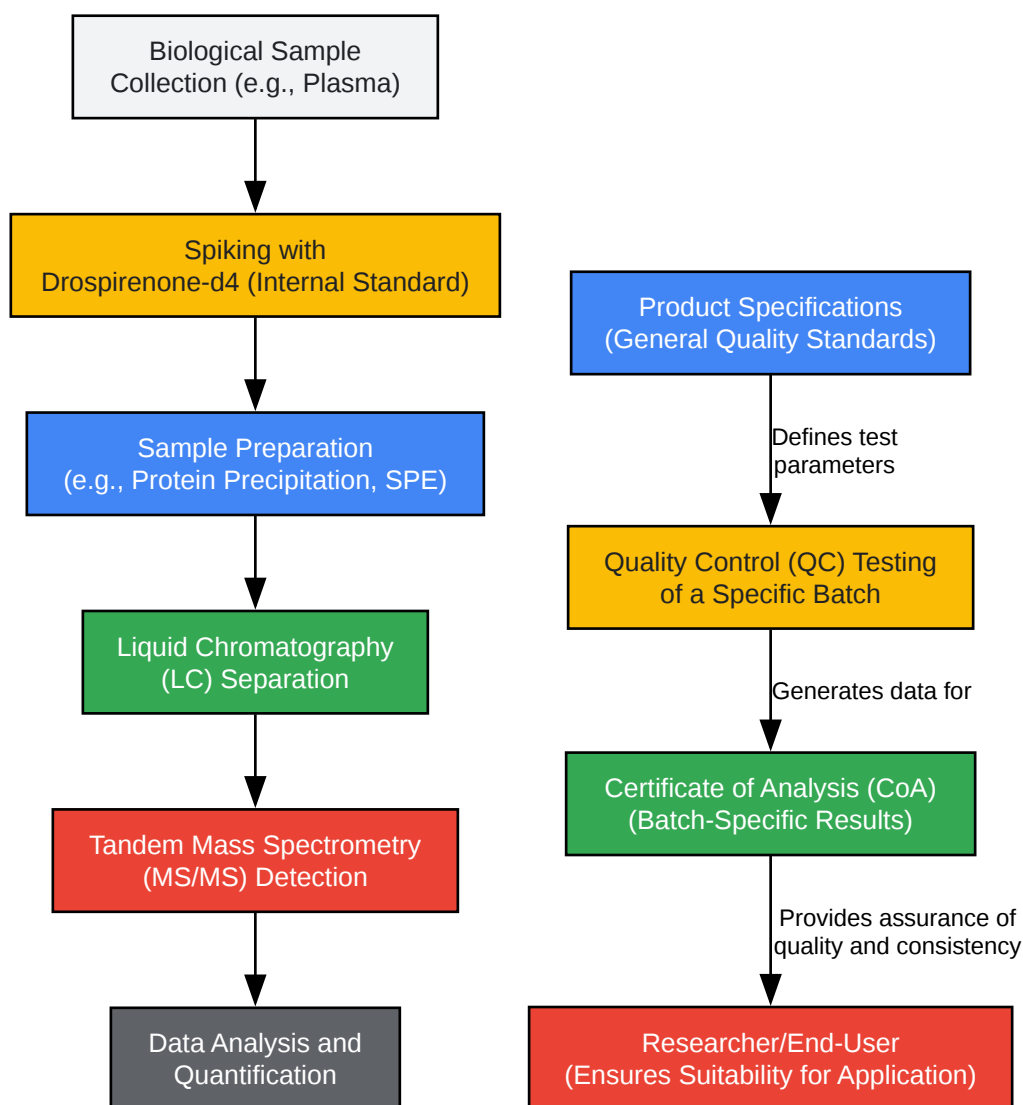 Biological Sample
Collection (e.g., Plasma)
Spiking with
Drospirenone-d4 (Internal Standard)
Sample Preparation
(e.g., Protein Precipitation, SPE)
Liquid Chromatography
(LC) Separation
Tandem Mass Spectrometry
(MS/MS) Detection
Data Analysis and
Quantification
Product Specifications
(General Quality Standards)
Defines test
parameters
Quality Control (QC) Testing
of a Specific Batch
Generates data for
Certificate of Analysis (CoA)
(Batch-Specific Results)
Provides assurance of
quality and consistency
Researcher/End-User
(Ensures Suitability for Application)